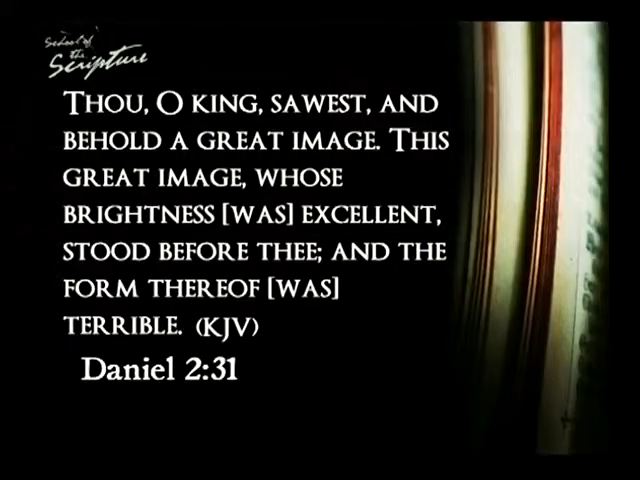 School of
the
Scripture
THOU, O KING, SAWEST, AND
BEHOLD A GREAT IMAGE. THIS
GREAT IMAGE, WHOSE
BRIGHTNESS [WAS] EXCELLENT,
STOOD BEFORE THEE; AND THE
FORM THEREOF [WAS]
TERRIBLE. (KJV)
Daniel 2:31